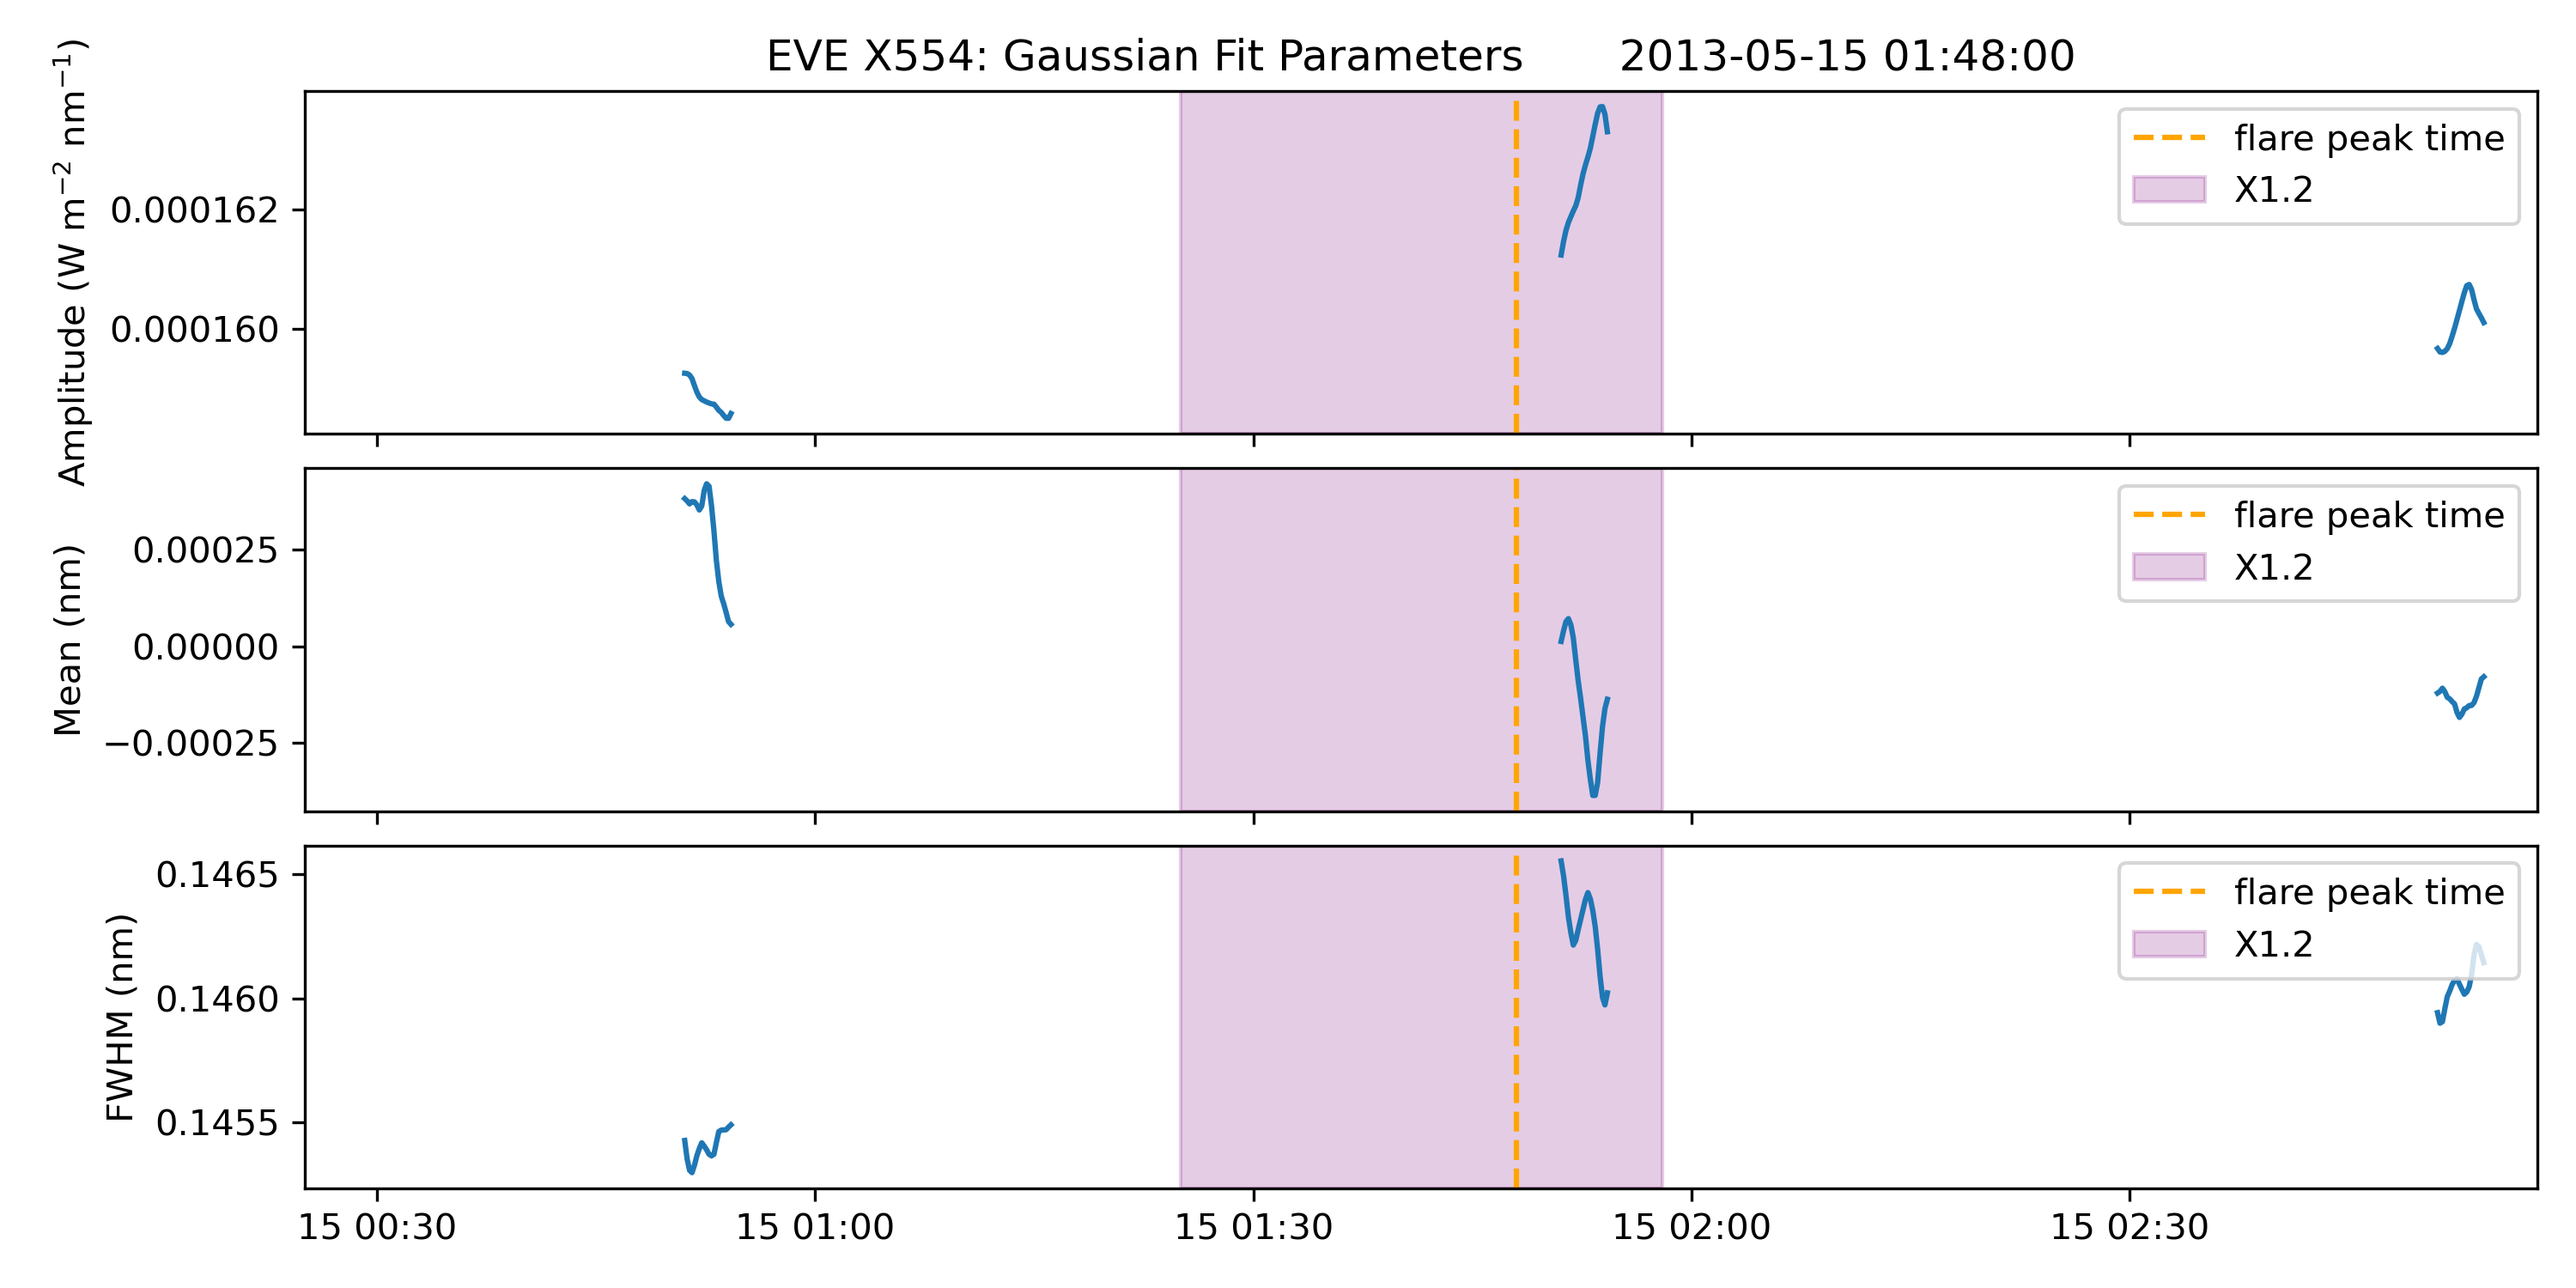 EVE X554: Gaussian Fit Parameters 2013-05-15 01:48:00
Amplitude (W m⁻² nm⁻¹)
0.000162
0.000160
flare peak time
X1.2
Mean (nm)
0.00025
0.00000
−0.00025
flare peak time
X1.2
FWHM (nm)
0.1465
0.1460
0.1455
flare peak time
X1.2
15 00:30 15 01:00 15 01:30 15 02:00 15 02:30